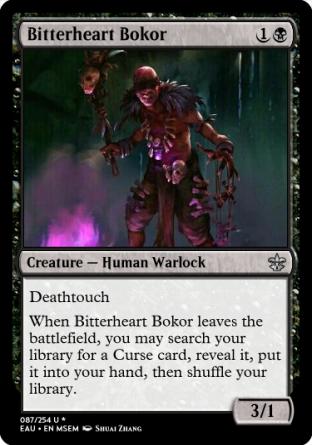 Bitterheart Bokor 1
Creature — Human Warlock
Deathtouch
When Bitterheart Bokor leaves the
battlefield, you may search your
library for a Curse card, reveal it, put
it into your hand, then shuffle your
library.
3/1
087/254 U *
EAU • EN MSEM Shuai Zhang